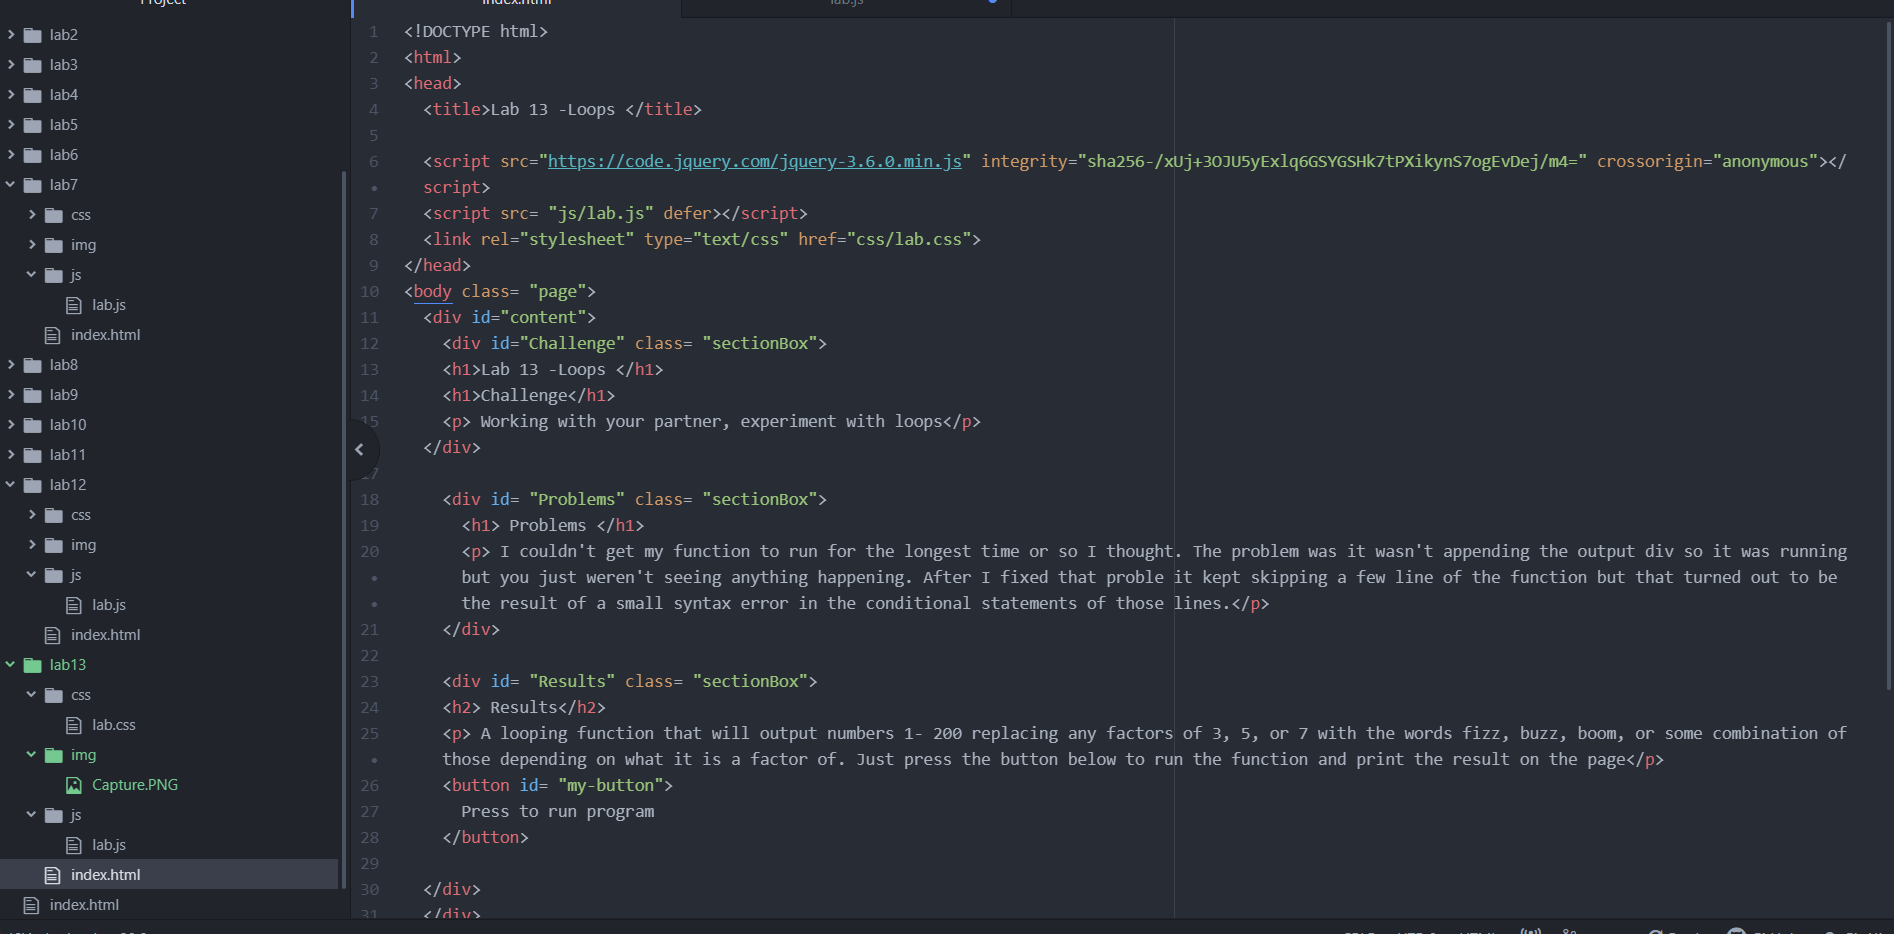 Project
lab2
lab3
lab4
lab5
lab6
lab7
css
img
js
lab.js
index.html
lab8
lab9
lab10
lab11
lab12
css
img
js
lab.js
index.html
lab13
css
lab.css
img
Capture.PNG
js
lab.js
index.html
index.html
index.html
lab.js
1 <!DOCTYPE html>
2 <html>
3 <head>
4 <title>Lab 13 -Loops </title>
5
6 <script src="https://code.jquery.com/jquery-3.6.0.min.js" integrity="sha256-/xUj+3OJU5yExlq6GSYGSHk7tPXikynS7ogEvDej/m4=" crossorigin="anonymous"></
script>
7 <script src= "js/lab.js" defer></script>
8 <link rel="stylesheet" type="text/css" href="css/lab.css">
9 </head>
10 <body class= "page">
11 <div id="content">
12 <div id="Challenge" class= "sectionBox">
13 <h1>Lab 13 -Loops </h1>
14 <h1>Challenge</h1>
15 <p> Working with your partner, experiment with loops</p>
</div>
17
18 <div id= "Problems" class= "sectionBox">
19 <h1> Problems </h1>
20 <p> I couldn't get my function to run for the longest time or so I thought. The problem was it wasn't appending the output div so it was running
but you just weren't seeing anything happening. After I fixed that proble it kept skipping a few line of the function but that turned out to be
the result of a small syntax error in the conditional statements of those lines.</p>
21 </div>
22
23 <div id= "Results" class= "sectionBox">
24 <h2> Results</h2>
25 <p> A looping function that will output numbers 1- 200 replacing any factors of 3, 5, or 7 with the words fizz, buzz, boom, or some combination of
those depending on what it is a factor of. Just press the button below to run the function and print the result on the page</p>
26 <button id= "my-button">
27 Press to run program
28 </button>
29
30 </div>
31 </div>